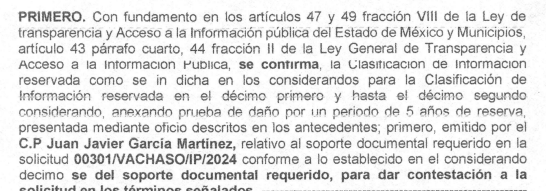 PRIMERO. Con fundamento en los artículos 47 y 49 fracción VIII de la Ley de
transparencia y Acceso a la Información pública del Estado de México y Municipios,
artículo 43 párrafo cuarto, 44 fracción II de la Ley General de Transparencia y
Acceso a la Información Publica, se confirma, la Clasificación de Información
reservada como se in dicha en los considerandos para la Clasificación de
Información reservada en el décimo primero y hasta el décimo segundo
considerando, anexando prueba de daño por un periodo de 5 años de reserva,
presentada mediante oficio descritos en los antecedentes; primero, emitido por el
C.P Juan Javier García Martínez, relativo al soporte documental requerido en la
solicitud 00301/VACHASO/IP/2024 conforme a lo establecido en el considerando
decimo se del soporte documental requerido, para dar contestación a la
solicitud en los términos señalados.